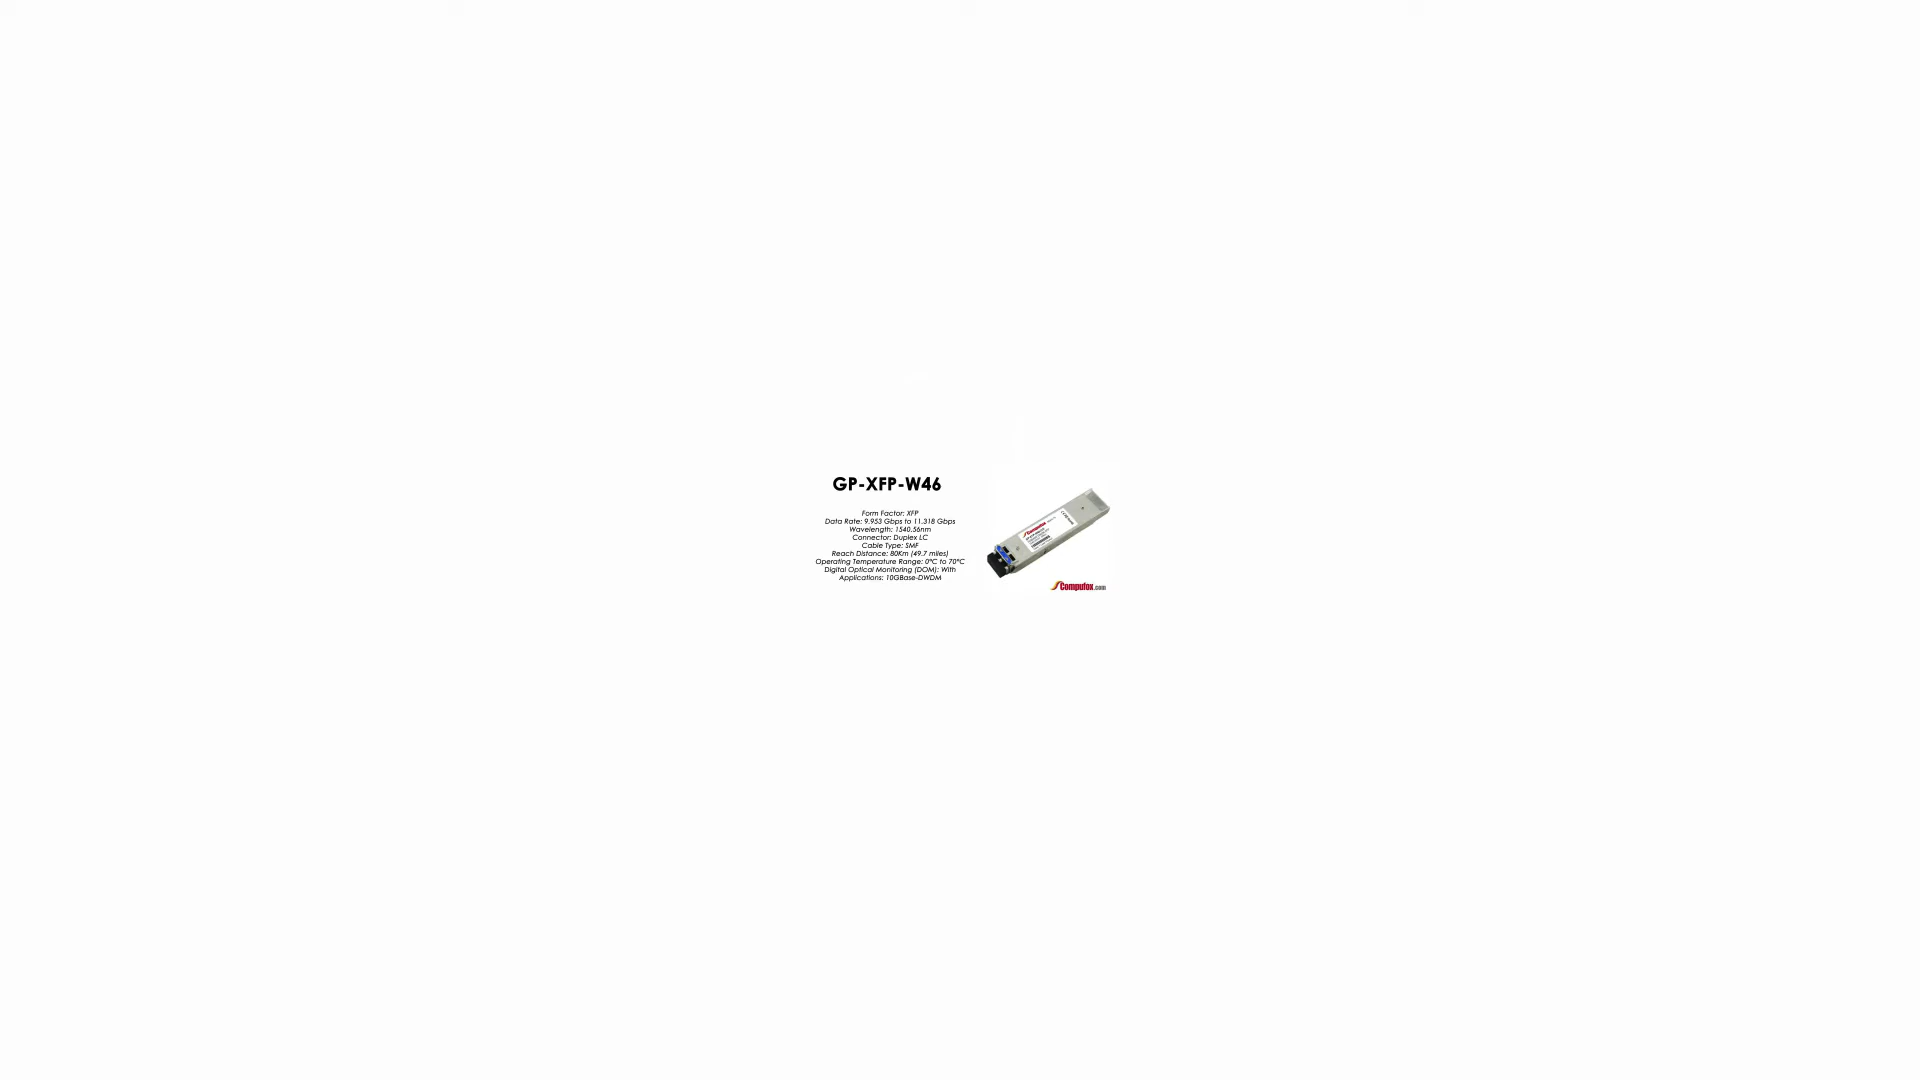 GP-XFP-W46
Form Factor: XFP
Data Rate: 9.953 Gbps to 11.318 Gbps
Wavelength: 1540.56nm
Connector: Duplex LC
Cable Type: SMF
Reach Distance: 80Km (49.7 miles)
Operating Temperature Range: 0°C to 70°C
Digital Optical Monitoring (DOM): With
Applications: 10GBase-DWDM
Compufox
Compufox.com